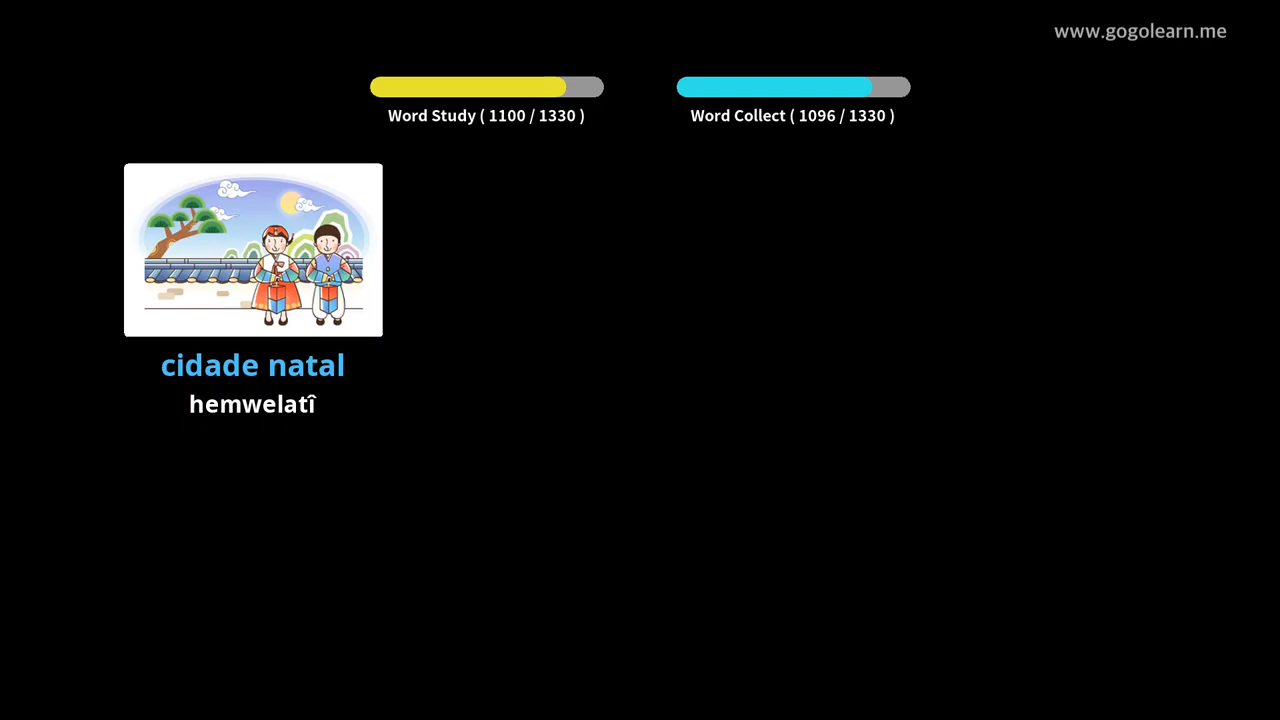 www.gogolearn.me
Word Study ( 1100 / 1330 )
Word Collect ( 1096 / 1330 )
cidade natal
hemwelatî